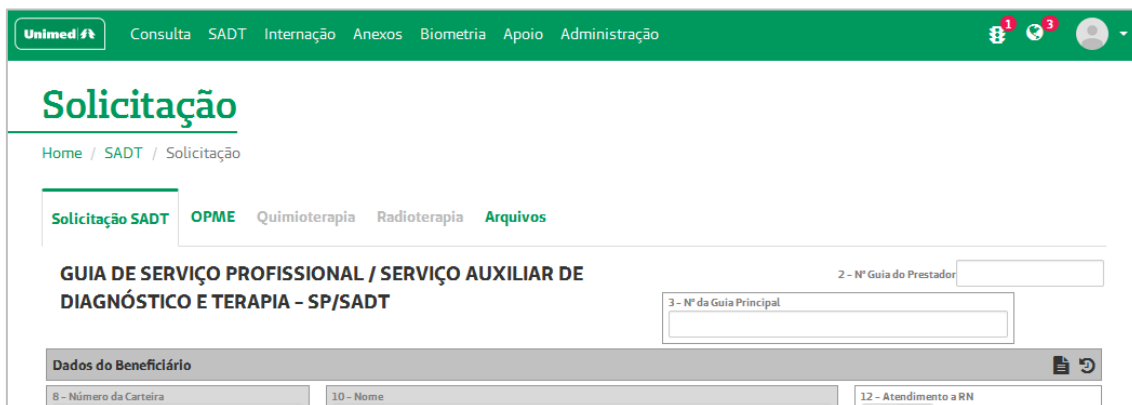 Unimed Consulta SADT Internação Anexos Biometria Apoio Administração 1 3
Solicitação
Home / SADT / Solicitação
Solicitação SADT OPME Quimioterapia Radioterapia Arquivos
GUIA DE SERVIÇO PROFISSIONAL / SERVIÇO AUXILIAR DE
DIAGNÓSTICO E TERAPIA - SP/SADT
2 - Nº Guia do Prestador
3 - Nº da Guia Principal
Dados do Beneficiário
8 - Número da Carteira 10 - Nome 12 - Atendimento a RN